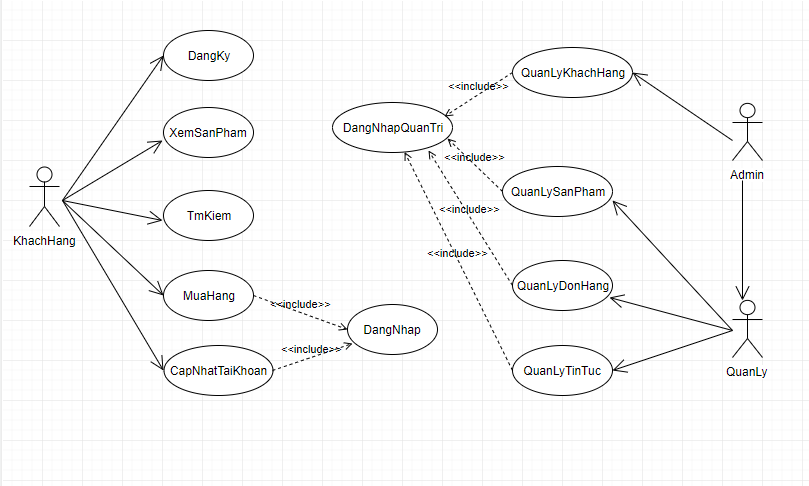 DangKy
XemSanPham
TmKiem
KhachHang
MuaHang
CapNhatTaiKhoan
<<include>>
<<include>>
DangNhap
DangNhapQuanTri
<<include>>
<<include>>
<<include>>
<<include>>
QuanLyKhachHang
QuanLySanPham
QuanLyDonHang
QuanLyTinTuc
Admin
QuanLy